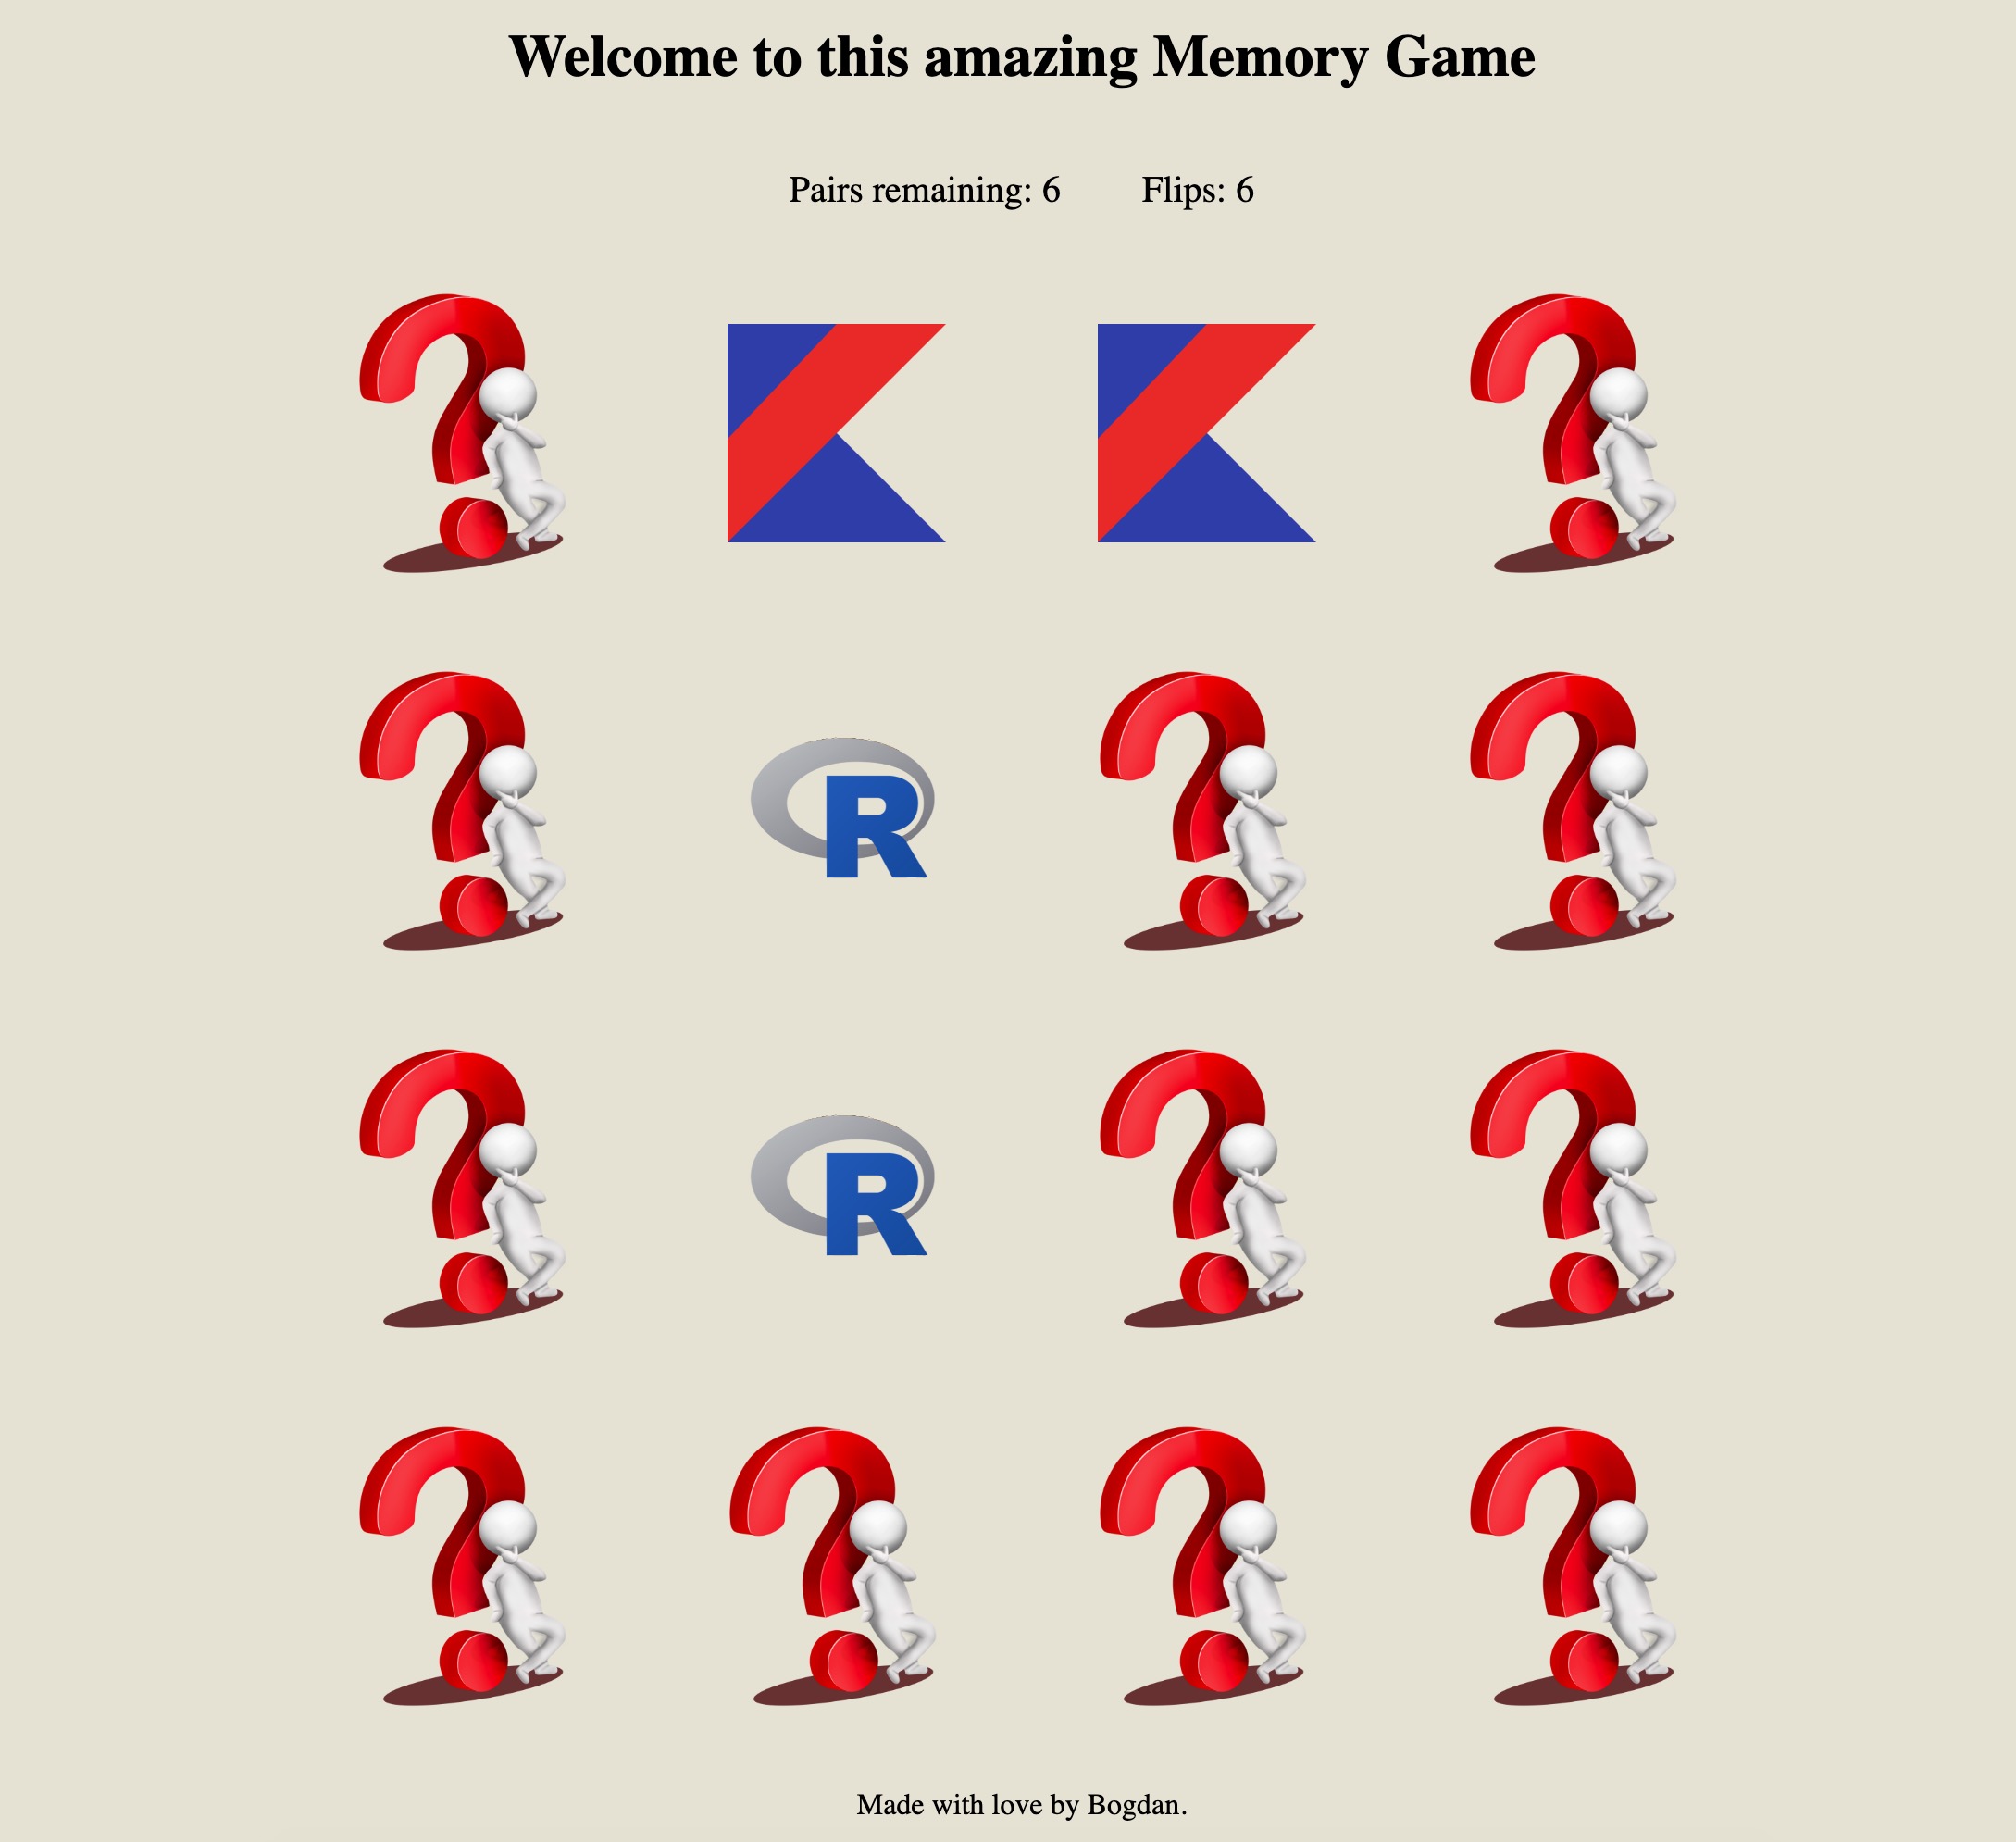 Welcome to this amazing Memory Game
Pairs remaining: 6 Flips: 6
R
R
Made with love by Bogdan.